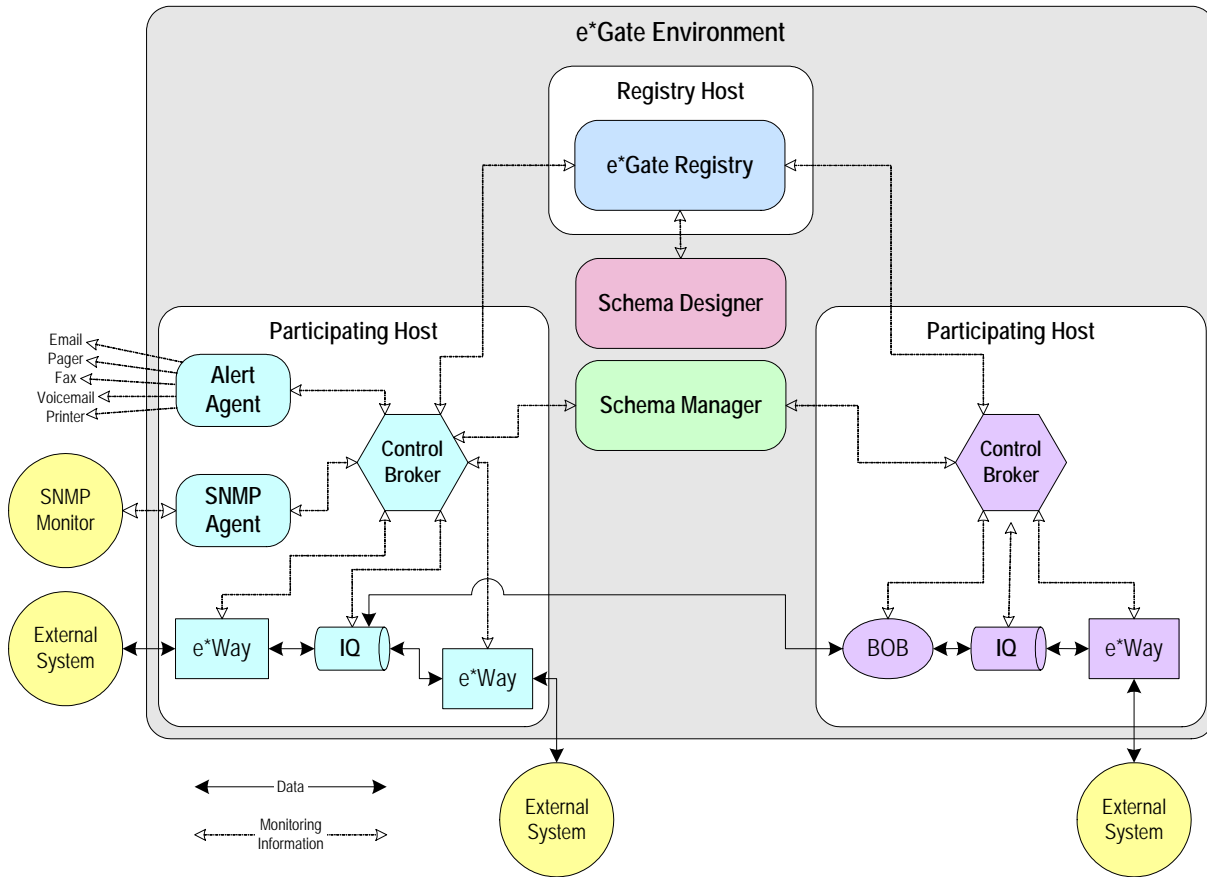 e*Gate Environment
Registry Host
e*Gate Registry
Schema Designer
Schema Manager
Participating Host
Email
Pager
Fax
Voicemail
Printer
Alert
Agent
Control
Broker
SNMP
Monitor
SNMP
Agent
External
System
e*Way
IQ
e*Way
Participating Host
Control
Broker
BOB
IQ
e*Way
Data
Monitoring
Information
External
System
External
System